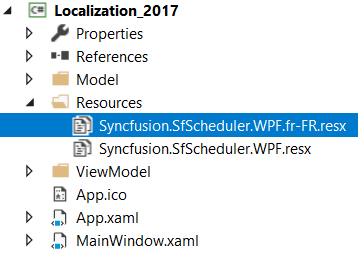 Localization_2017
Properties
References
Model
Resources
Syncfusion.SfScheduler.WPF.fr-FR.resx
Syncfusion.SfScheduler.WPF.resx
ViewModel
App.ico
App.xaml
MainWindow.xaml